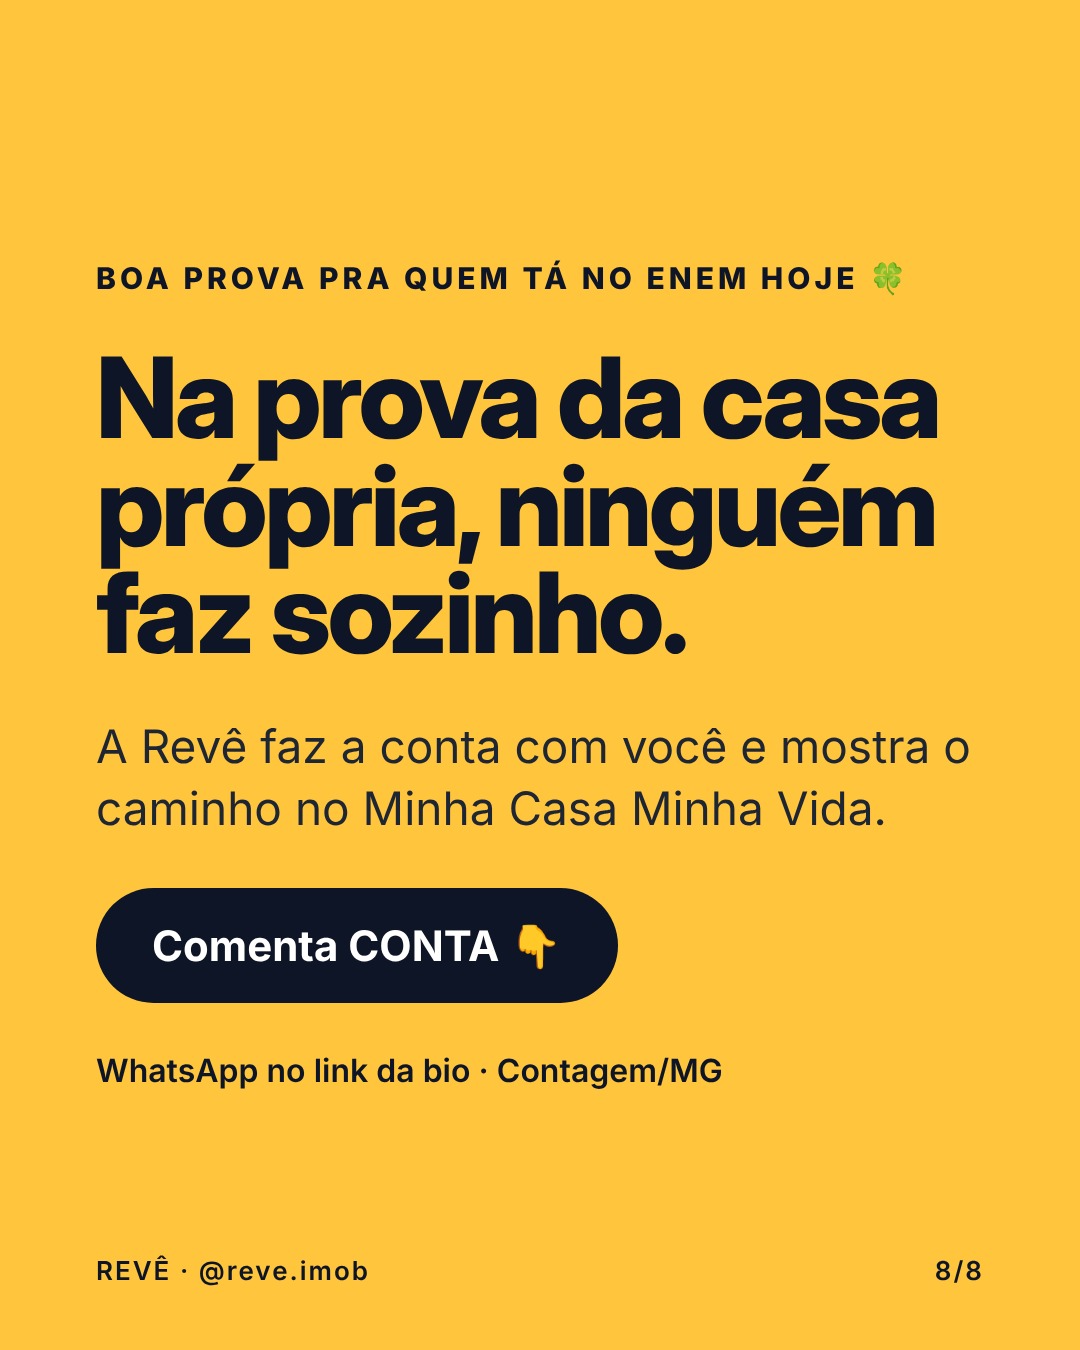 BOA PROVA PRA QUEM TÁ NO ENEM HOJE 🍀
Na prova da casa
própria, ninguém
faz sozinho.
A Revê faz a conta com você e mostra o
caminho no Minha Casa Minha Vida.
Comenta CONTA 👇
WhatsApp no link da bio · Contagem/MG
REVÊ · @reve.imob
8/8